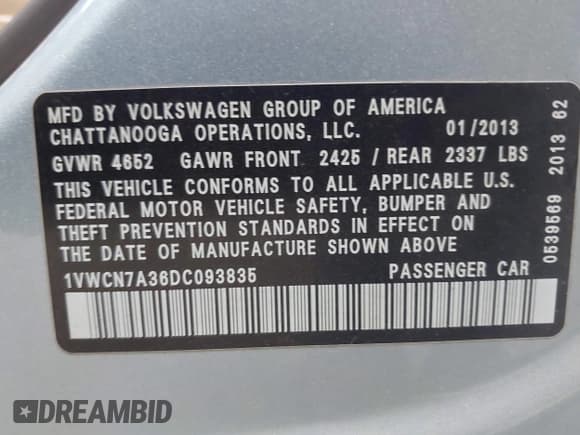 MFD BY VOLKSWAGEN GROUP OF AMERICA
CHATTANOOGA OPERATIONS, LLC. 01/2013
GVWR 4652 GAWR FRONT 2425 / REAR 2337 LBS
THIS VEHICLE CONFORMS TO ALL APPLICABLE U.S.
FEDERAL MOTOR VEHICLE SAFETY, BUMPER AND
THEFT PREVENTION STANDARDS IN EFFECT ON
THE DATE OF MANUFACTURE SHOWN ABOVE
1VWCN7A36DC093835 PASSENGER CAR
0539569 2013 62
DREAMBID